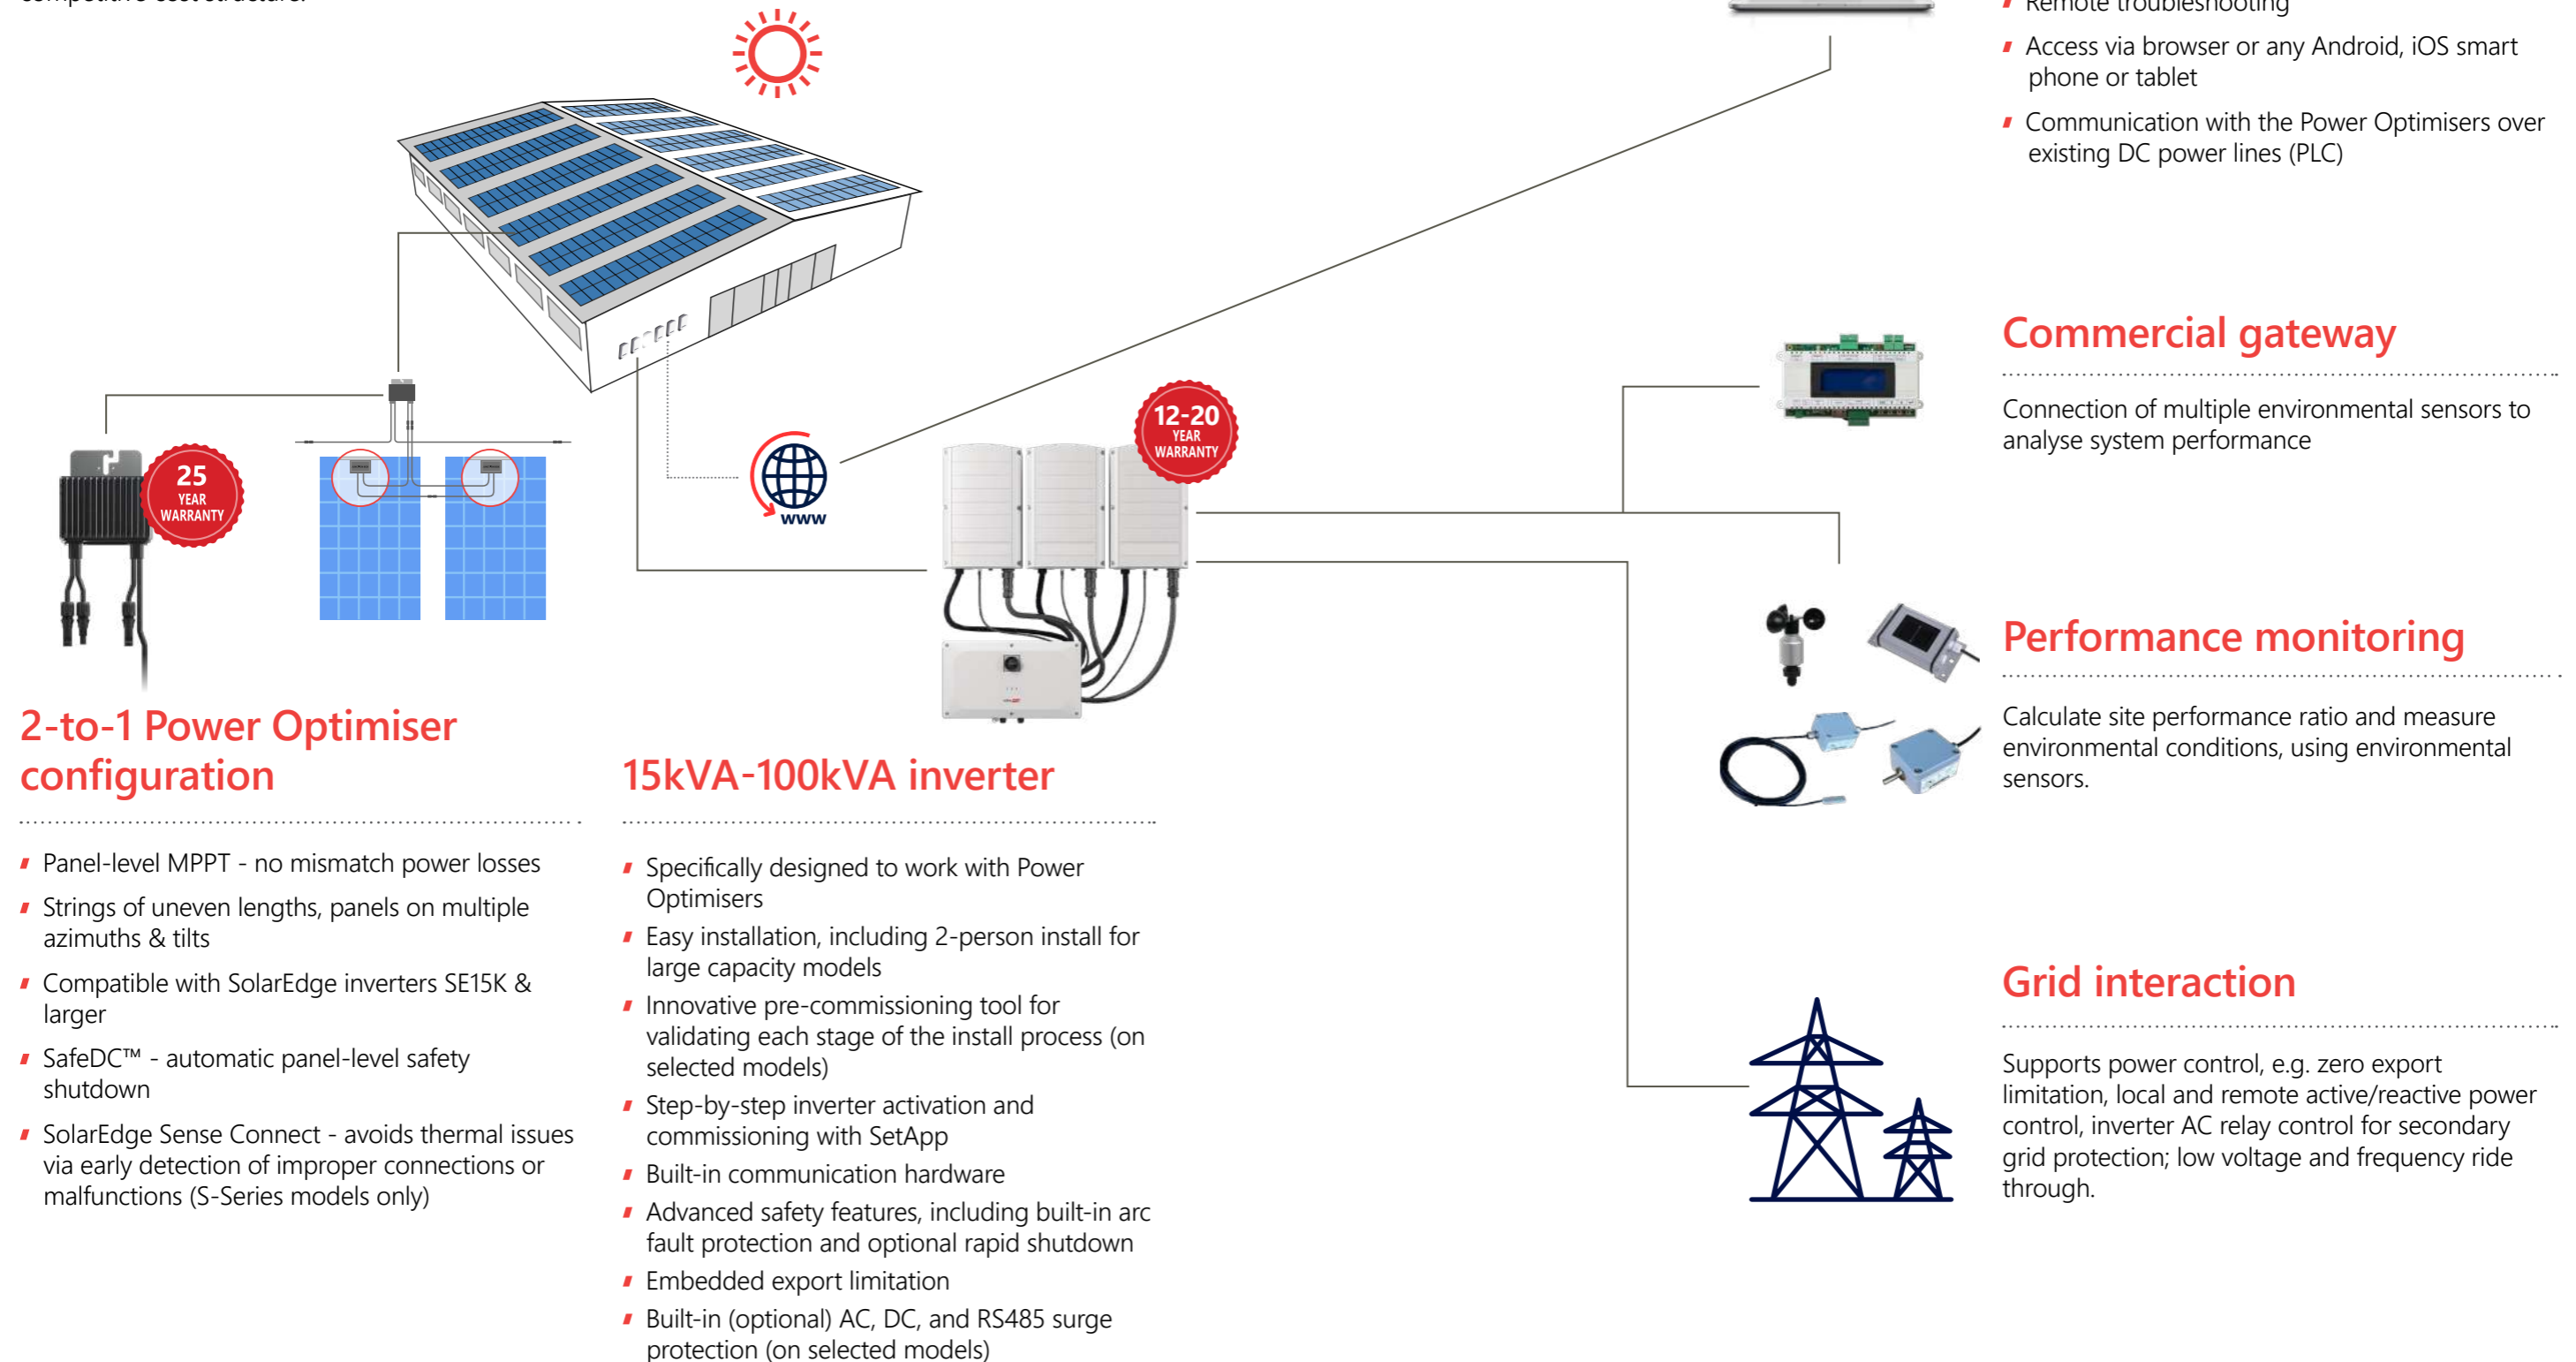 Remote troubleshooting
Access via browser or any Android, iOS smart
phone or tablet
Communication with the Power Optimisers over
existing DC power lines (PLC)
Commercial gateway
Connection of multiple environmental sensors to
analyse system performance
12-20
YEAR
WARRANTY
25
YEAR
WARRANTY
www
Performance monitoring
Calculate site performance ratio and measure
environmental conditions, using environmental
sensors.
2-to-1 Power Optimiser
configuration
Panel-level MPPT - no mismatch power losses
Strings of uneven lengths, panels on multiple
azimuths & tilts
Compatible with SolarEdge inverters SE15K &
larger
SafeDC™ - automatic panel-level safety
shutdown
SolarEdge Sense Connect - avoids thermal issues
via early detection of improper connections or
malfunctions (S-Series models only)
15kVA-100kVA inverter
Specifically designed to work with Power
Optimisers
Easy installation, including 2-person install for
large capacity models
Innovative pre-commissioning tool for
validating each stage of the install process (on
selected models)
Step-by-step inverter activation and
commissioning with SetApp
Built-in communication hardware
Advanced safety features, including built-in arc
fault protection and optional rapid shutdown
Embedded export limitation
Built-in (optional) AC, DC, and RS485 surge
protection (on selected models)
Grid interaction
Supports power control, e.g. zero export
limitation, local and remote active/reactive power
control, inverter AC relay control for secondary
grid protection; low voltage and frequency ride
through.